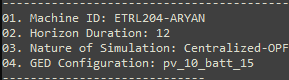 01. Machine ID: ETRL204-ARYAN
02. Horizon Duration: 12
03. Nature of Simulation: Centralized-OPF
04. GED Configuration: pv_10_batt_15